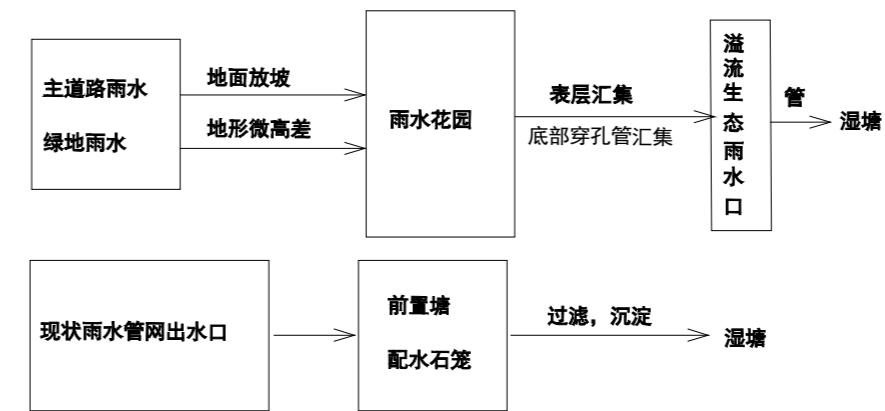 主道路雨水
绿地雨水
地面放坡
地形微高差
雨水花园
表层汇集
底部穿孔管汇集
溢流生态雨水口
管
湿塘
现状雨水管网出水口
前置塘
配水石笼
过滤，沉淀
湿塘